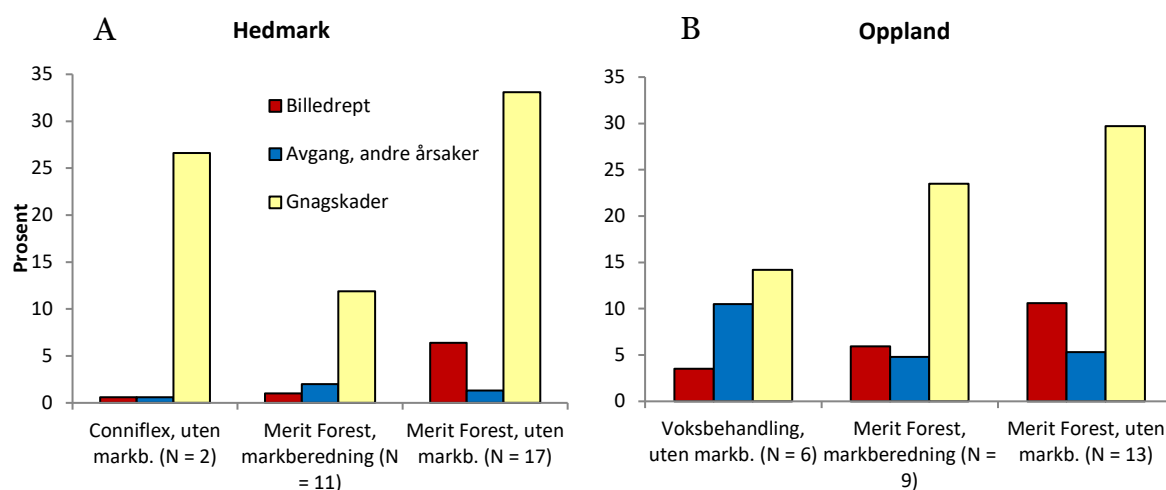 A
Hedmark
35
30
25
20
15
10
5
0
Prosent
Billedrept
Avgang, andre årsaker
Gnagskader
Conniflex, uten
markb. (N = 2)
Merit Forest,
markberedning (N
= 11)
Merit Forest, uten
markb. (N = 17)
B
Oppland
35
30
25
20
15
10
5
0
Voksbehandling,
uten markb. (N = 6)
Merit Forest,
markberedning (N =
9)
Merit Forest, uten
markb. (N = 13)